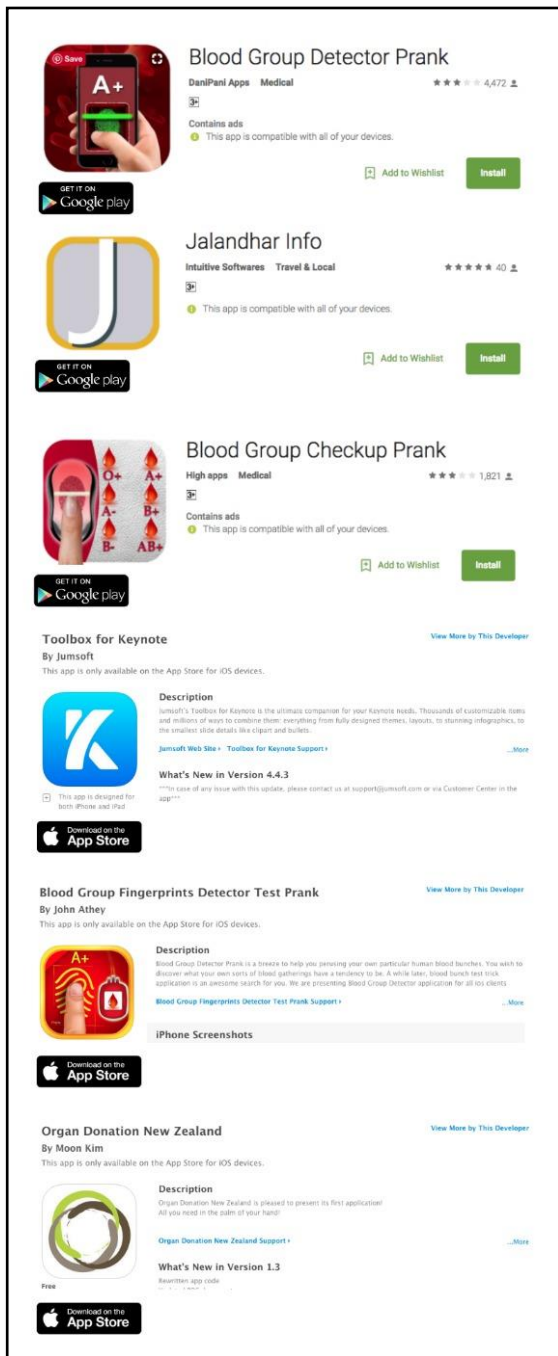 Save
A+
Blood Group Detector Prank
DaniPani Apps Medical
4,472
3+
Contains ads
This app is compatible with all of your devices.
Add to Wishlist Install
GET IT ON
Google play
J
Jalandhar Info
Intuitive Softwares Travel & Local
40
3+
This app is compatible with all of your devices.
Add to Wishlist Install
GET IT ON
Google play
O+ A+
A- B+
B- AB+
Blood Group Checkup Prank
High apps Medical
1,821
3+
Contains ads
This app is compatible with all of your devices.
Add to Wishlist Install
GET IT ON
Google play
Toolbox for Keynote
View More by This Developer
By Jumsoft
This app is only available on the App Store for iOS devices.
K
Description
Jumsoft's Toolbox for Keynote is the ultimate companion for your Keynote needs. Thousands of customizable items
and millions of ways to combine them: everything from fully designed themes, layouts, to stunning infographics, to
the smallest slide details like clipart and bullets.
Jumsoft Web Site Toolbox for Keynote Support ...More
What's New in Version 4.4.3
***In case of any issue with this update, please contact us at support@jumsoft.com or via Customer Center in the
app***
This app is designed for
both iPhone and iPad
Download on the
App Store
Blood Group Fingerprints Detector Test Prank
View More by This Developer
By John Athey
This app is only available on the App Store for iOS devices.
A+
Description
Blood Group Detector Prank is a breeze to help you perusing your own particular human blood bunches. You wish to
discover what your own sorts of blood gatherings have a tendency to be. A while later, blood bunch test trick
application is an awesome search for you. We are presenting Blood Group Detector application for all ios clients
Blood Group Fingerprints Detector Test Prank Support ...More
iPhone Screenshots
Download on the
App Store
Organ Donation New Zealand
View More by This Developer
By Moon Kim
This app is only available on the App Store for iOS devices.
Description
Organ Donation New Zealand is pleased to present its first application!
All you need in the palm of your hand!
Organ Donation New Zealand Support ...More
What's New in Version 1.3
Rewritten app code
Free
Download on the
App Store